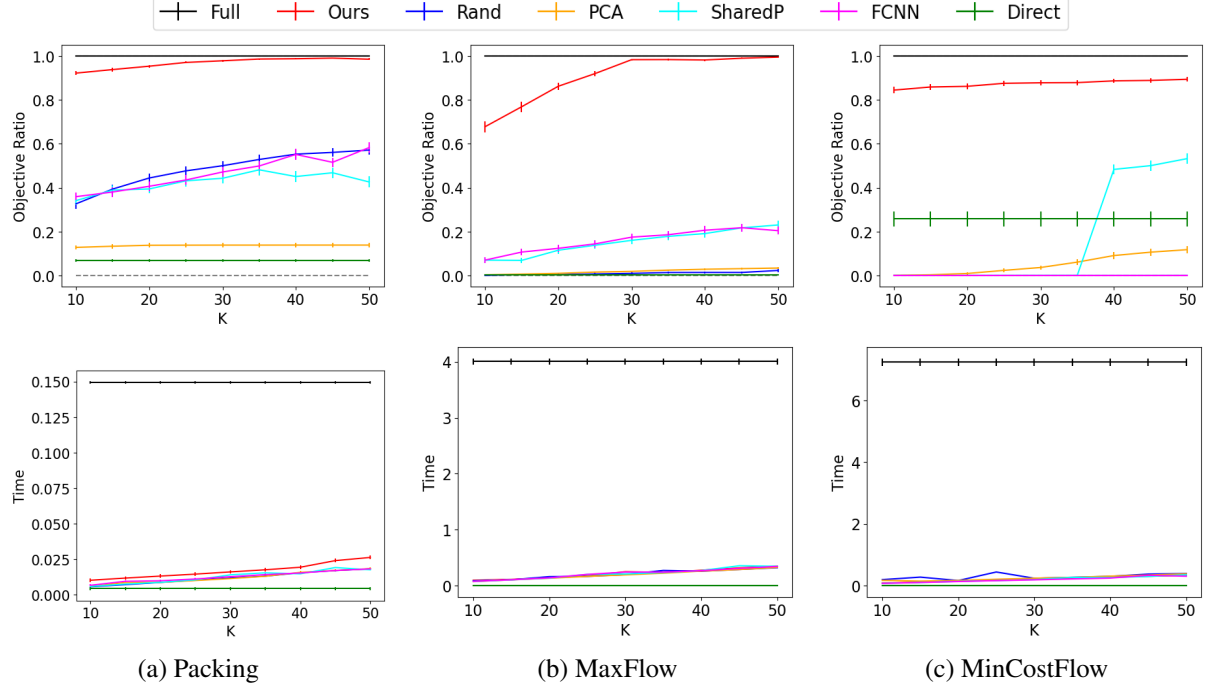 Full Ours Rand PCA SharedP FCNN Direct
1.0
0.8
0.6
0.4
0.2
0.0
Objective Ratio
10 20 30 40 50
K
1.0
0.8
0.6
0.4
0.2
0.0
Objective Ratio
10 20 30 40 50
K
1.0
0.8
0.6
0.4
0.2
0.0
Objective Ratio
10 20 30 40 50
K
0.150
0.125
0.100
0.075
0.050
0.025
0.000
Time
10 20 30 40 50
K
4
3
2
1
0
Time
10 20 30 40 50
K
6
4
2
0
Time
10 20 30 40 50
K
(a) Packing
(b) MaxFlow
(c) MinCostFlow